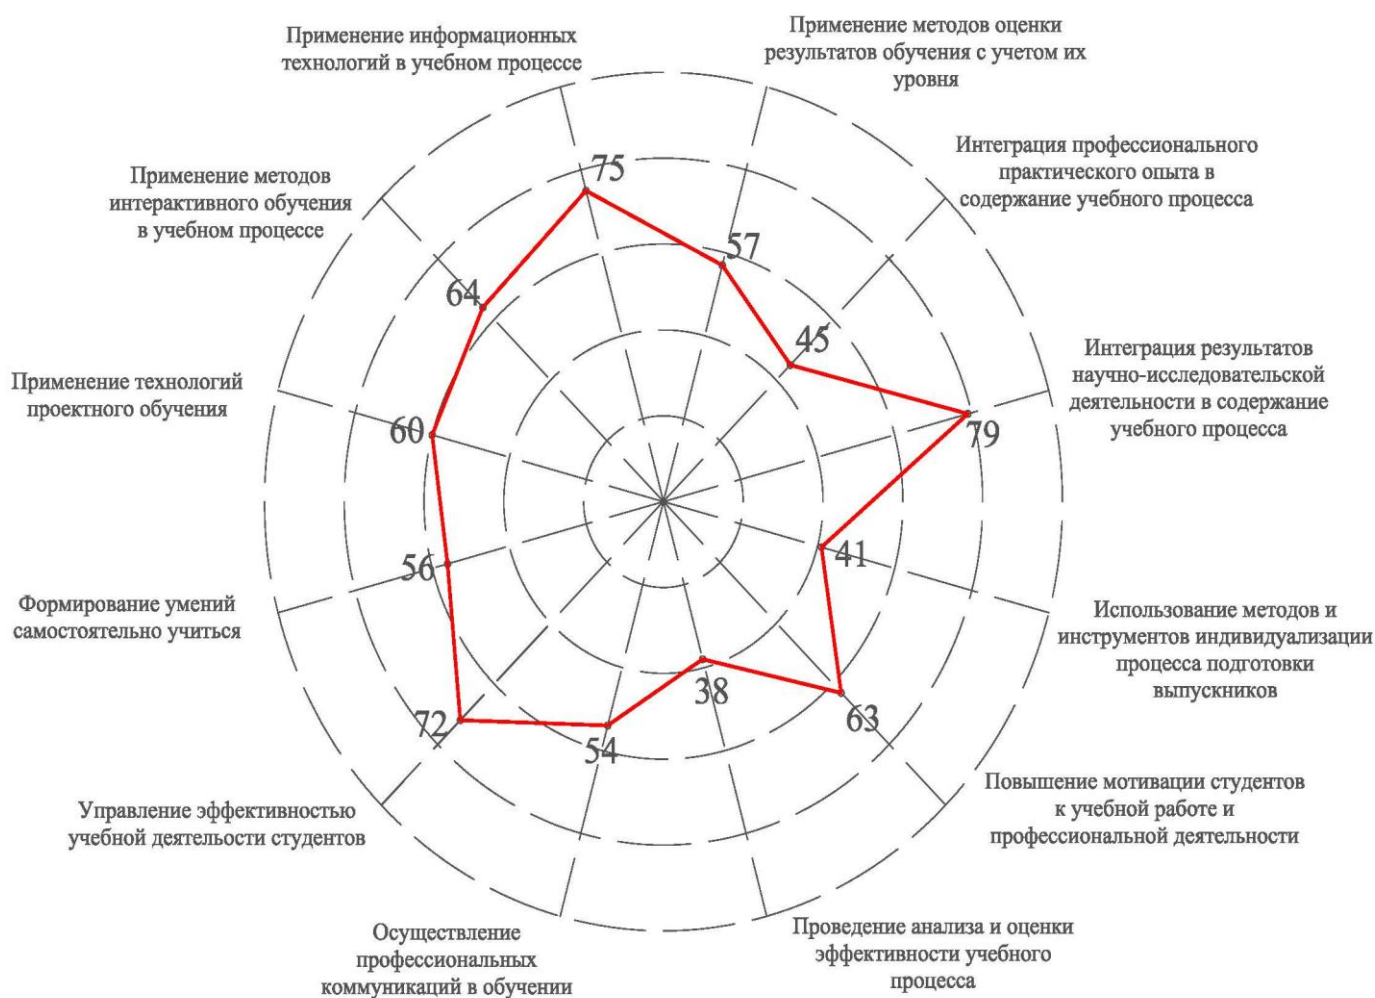 Применение информационных
технологий в учебном процессе
Применение методов оценки
результатов обучения с учетом их
уровня
Интеграция профессионального
практического опыта в
содержание учебного процесса
Применение методов
интерактивного обучения
в учебном процессе
75
57
64
45
Интеграция результатов
научно-исследовательской
деятельности в содержание
учебного процесса
Применение технологий
проектного обучения
60
79
56
41
Формирование умений
самостоятельно учиться
Использование методов и
инструментов индивидуализации
процесса подготовки
выпускников
72
54
38
63
Управление эффективностью
учебной деятельости студентов
Повышение мотивации студентов
к учебной работе и
профессиональной деятельности
Осуществление
профессиональных
коммуникаций в обучении
Проведение анализа и оценки
эффективности учебного
процесса